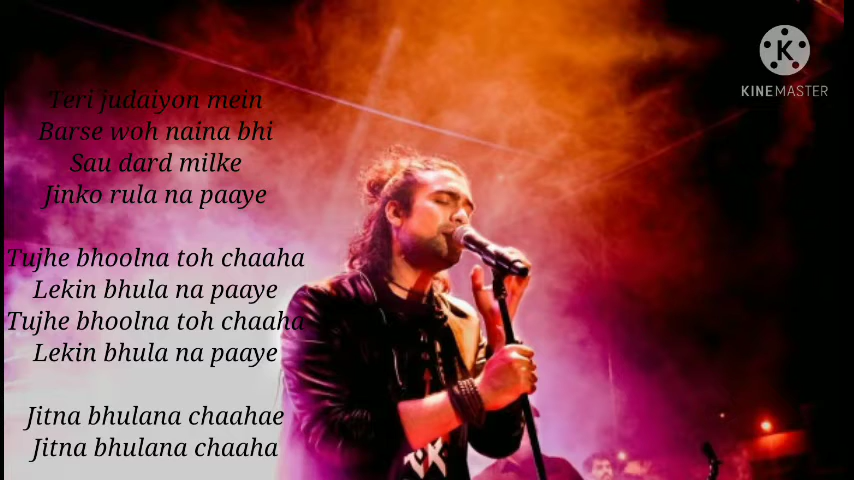 Teri judaiyon mein
Barse woh naina bhi
Sau dard milke
Jinko rula na paaye
Tujhe bhoolna toh chaaha
Lekin bhula na paaye
Tujhe bhoolna toh chaaha
Lekin bhula na paaye
Jitna bhulana chaahae
Jitna bhulana chaaha
K
KINEMASTER